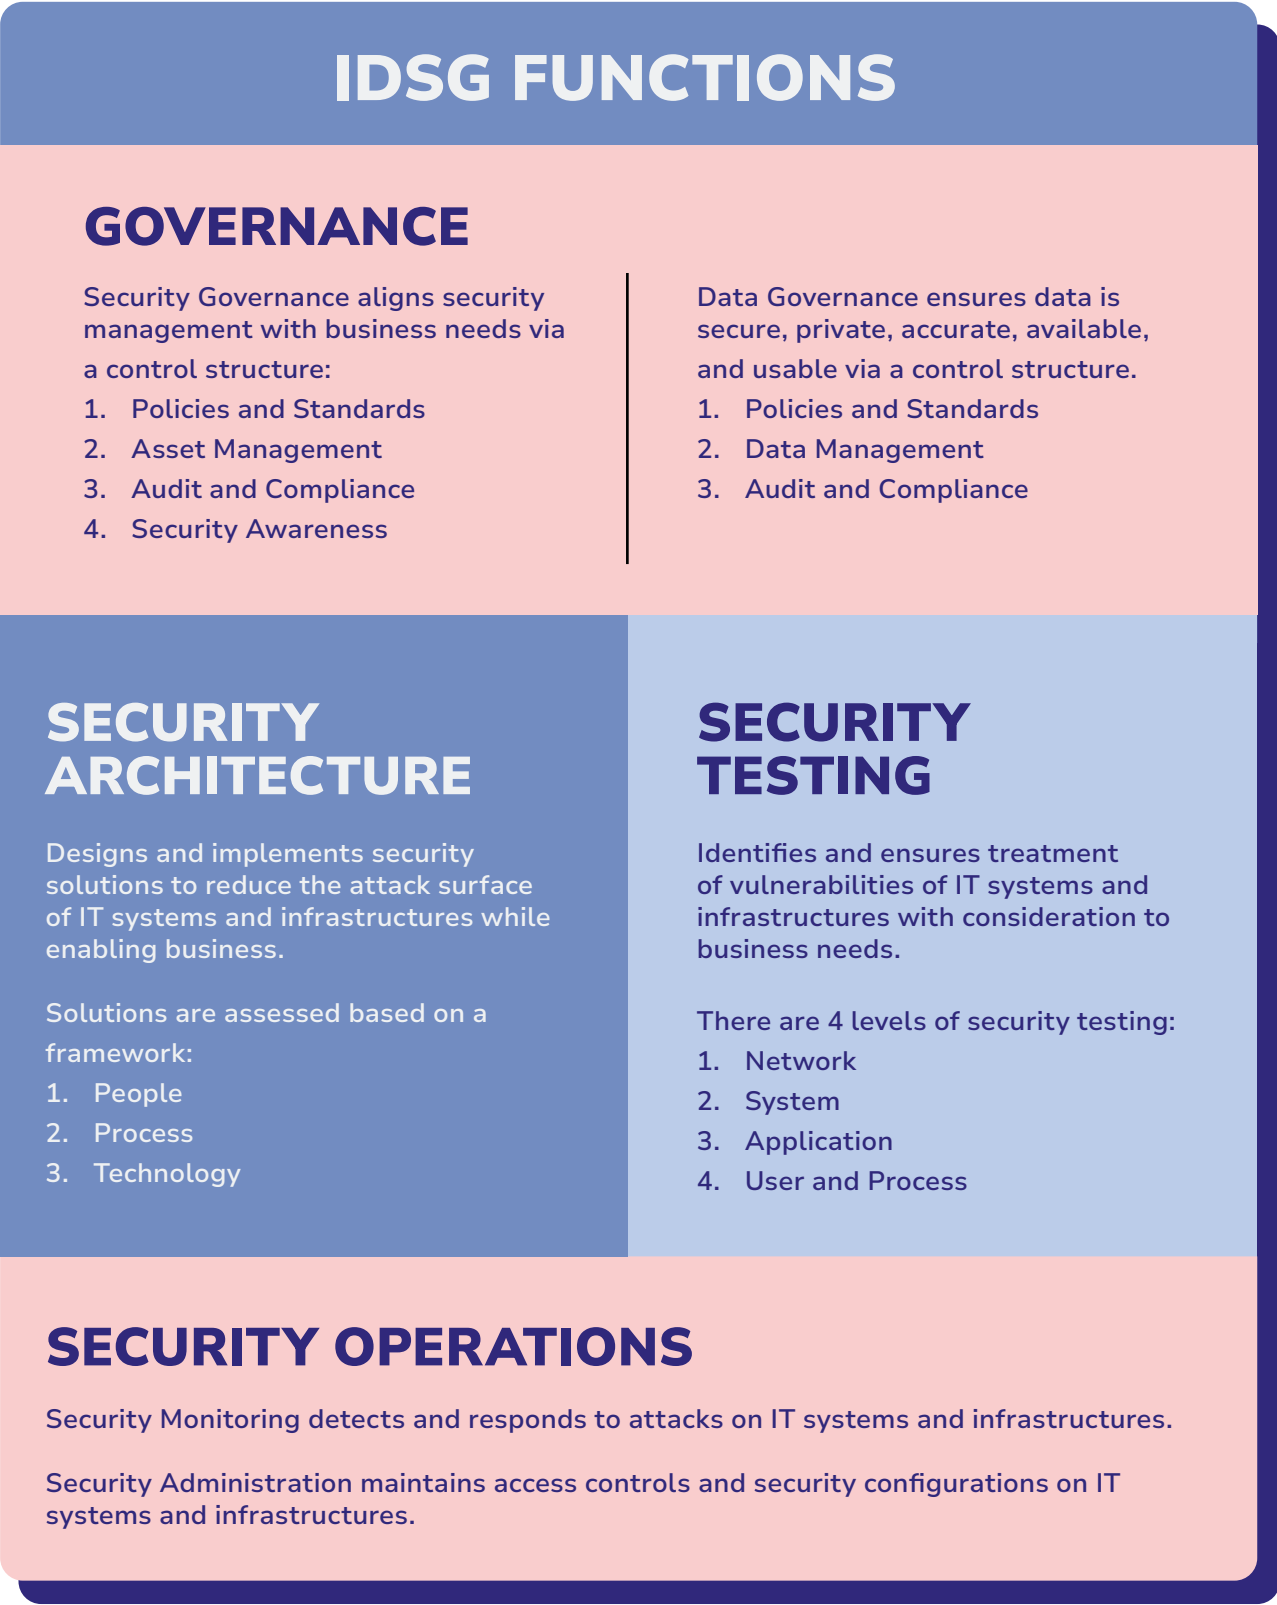 IDSG FUNCTIONS
GOVERNANCE
Security Governance aligns security
management with business needs via
a control structure:
1. Policies and Standards
2. Asset Management
3. Audit and Compliance
4. Security Awareness
Data Governance ensures data is
secure, private, accurate, available,
and usable via a control structure.
1. Policies and Standards
2. Data Management
3. Audit and Compliance
SECURITY
ARCHITECTURE
Designs and implements security
solutions to reduce the attack surface
of IT systems and infrastructures while
enabling business.
Solutions are assessed based on a
framework:
1. People
2. Process
3. Technology
SECURITY
TESTING
Identifies and ensures treatment
of vulnerabilities of IT systems and
infrastructures with consideration to
business needs.
There are 4 levels of security testing:
1. Network
2. System
3. Application
4. User and Process
SECURITY OPERATIONS
Security Monitoring detects and responds to attacks on IT systems and infrastructures.
Security Administration maintains access controls and security configurations on IT
systems and infrastructures.